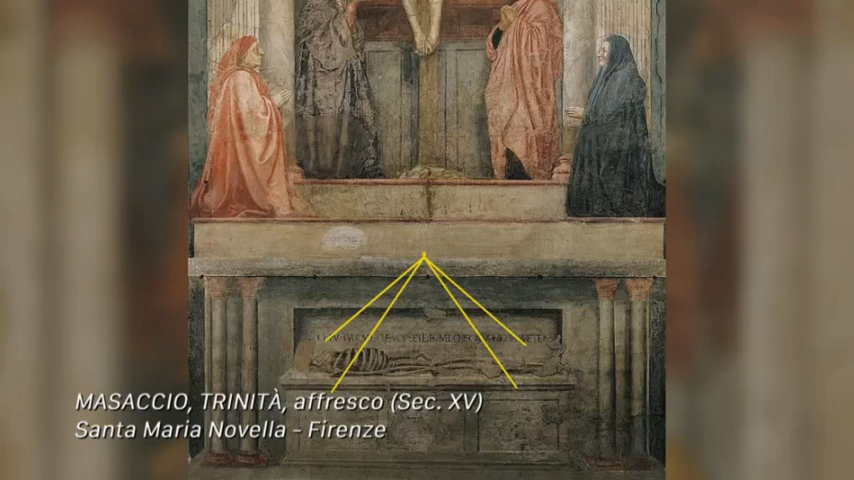 MASACCIO, TRINITÀ, affresco (Sec. XV)
Santa Maria Novella - Firenze